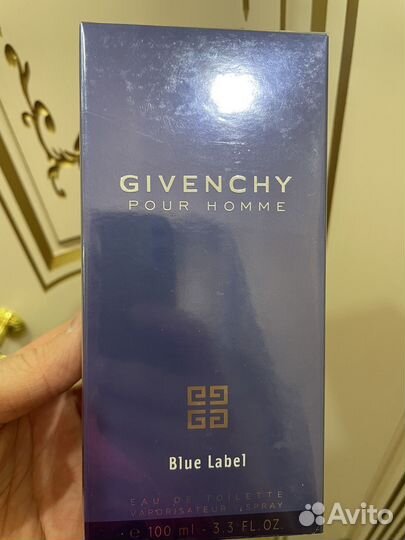 GIVENCHY
POUR HOMME
Blue Label
EAU DE TOILETTE
VAPORISATEUR SPRAY
e 100 ml - 3.3 FL.OZ.
Avito